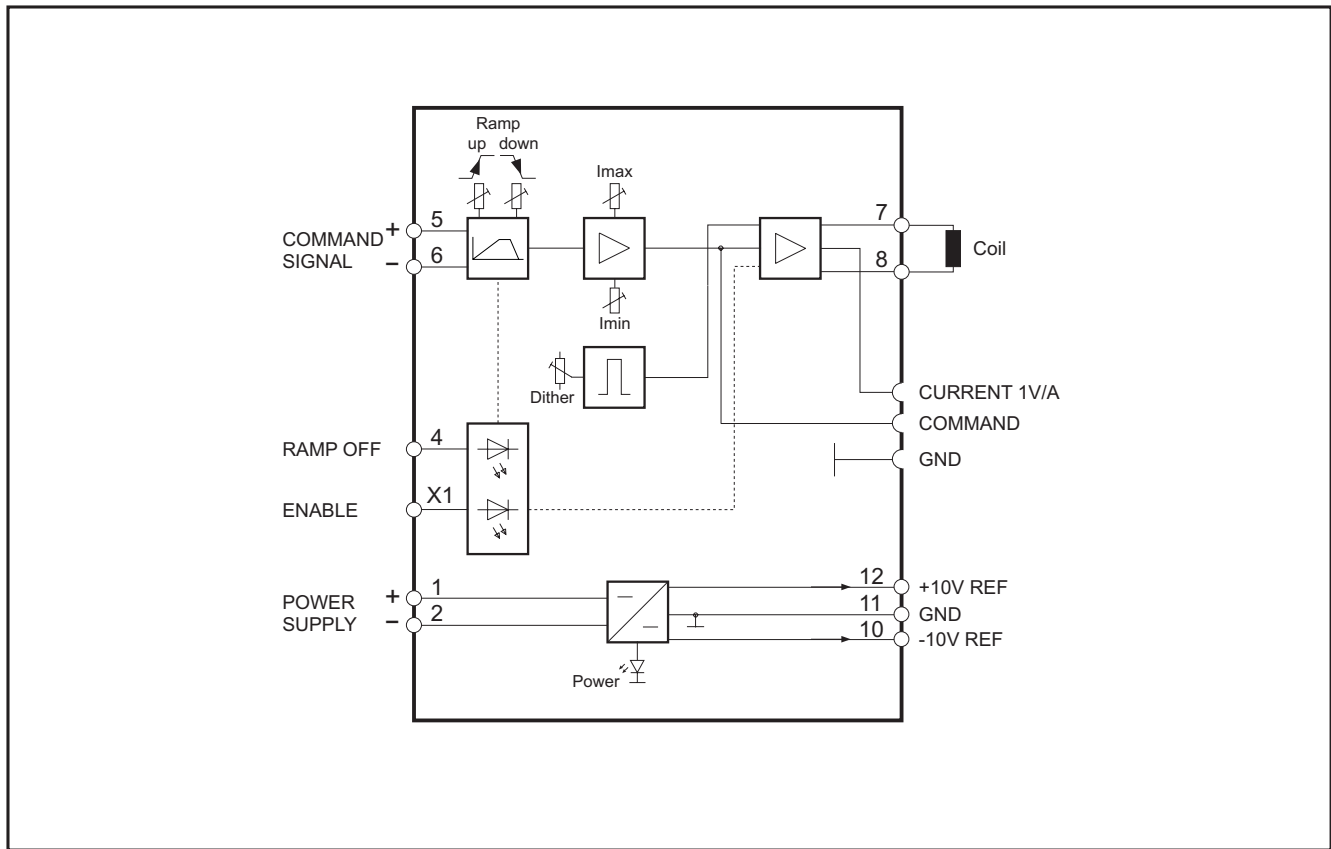 Ramp
up down
Imax
COMMAND
SIGNAL
+ 5
− 6
7
8
Coil
Imin
Dither
CURRENT 1V/A
COMMAND
GND
RAMP OFF
4
ENABLE
X1
POWER
SUPPLY
+ 1
− 2
12 +10V REF
11 GND
10 -10V REF
Power